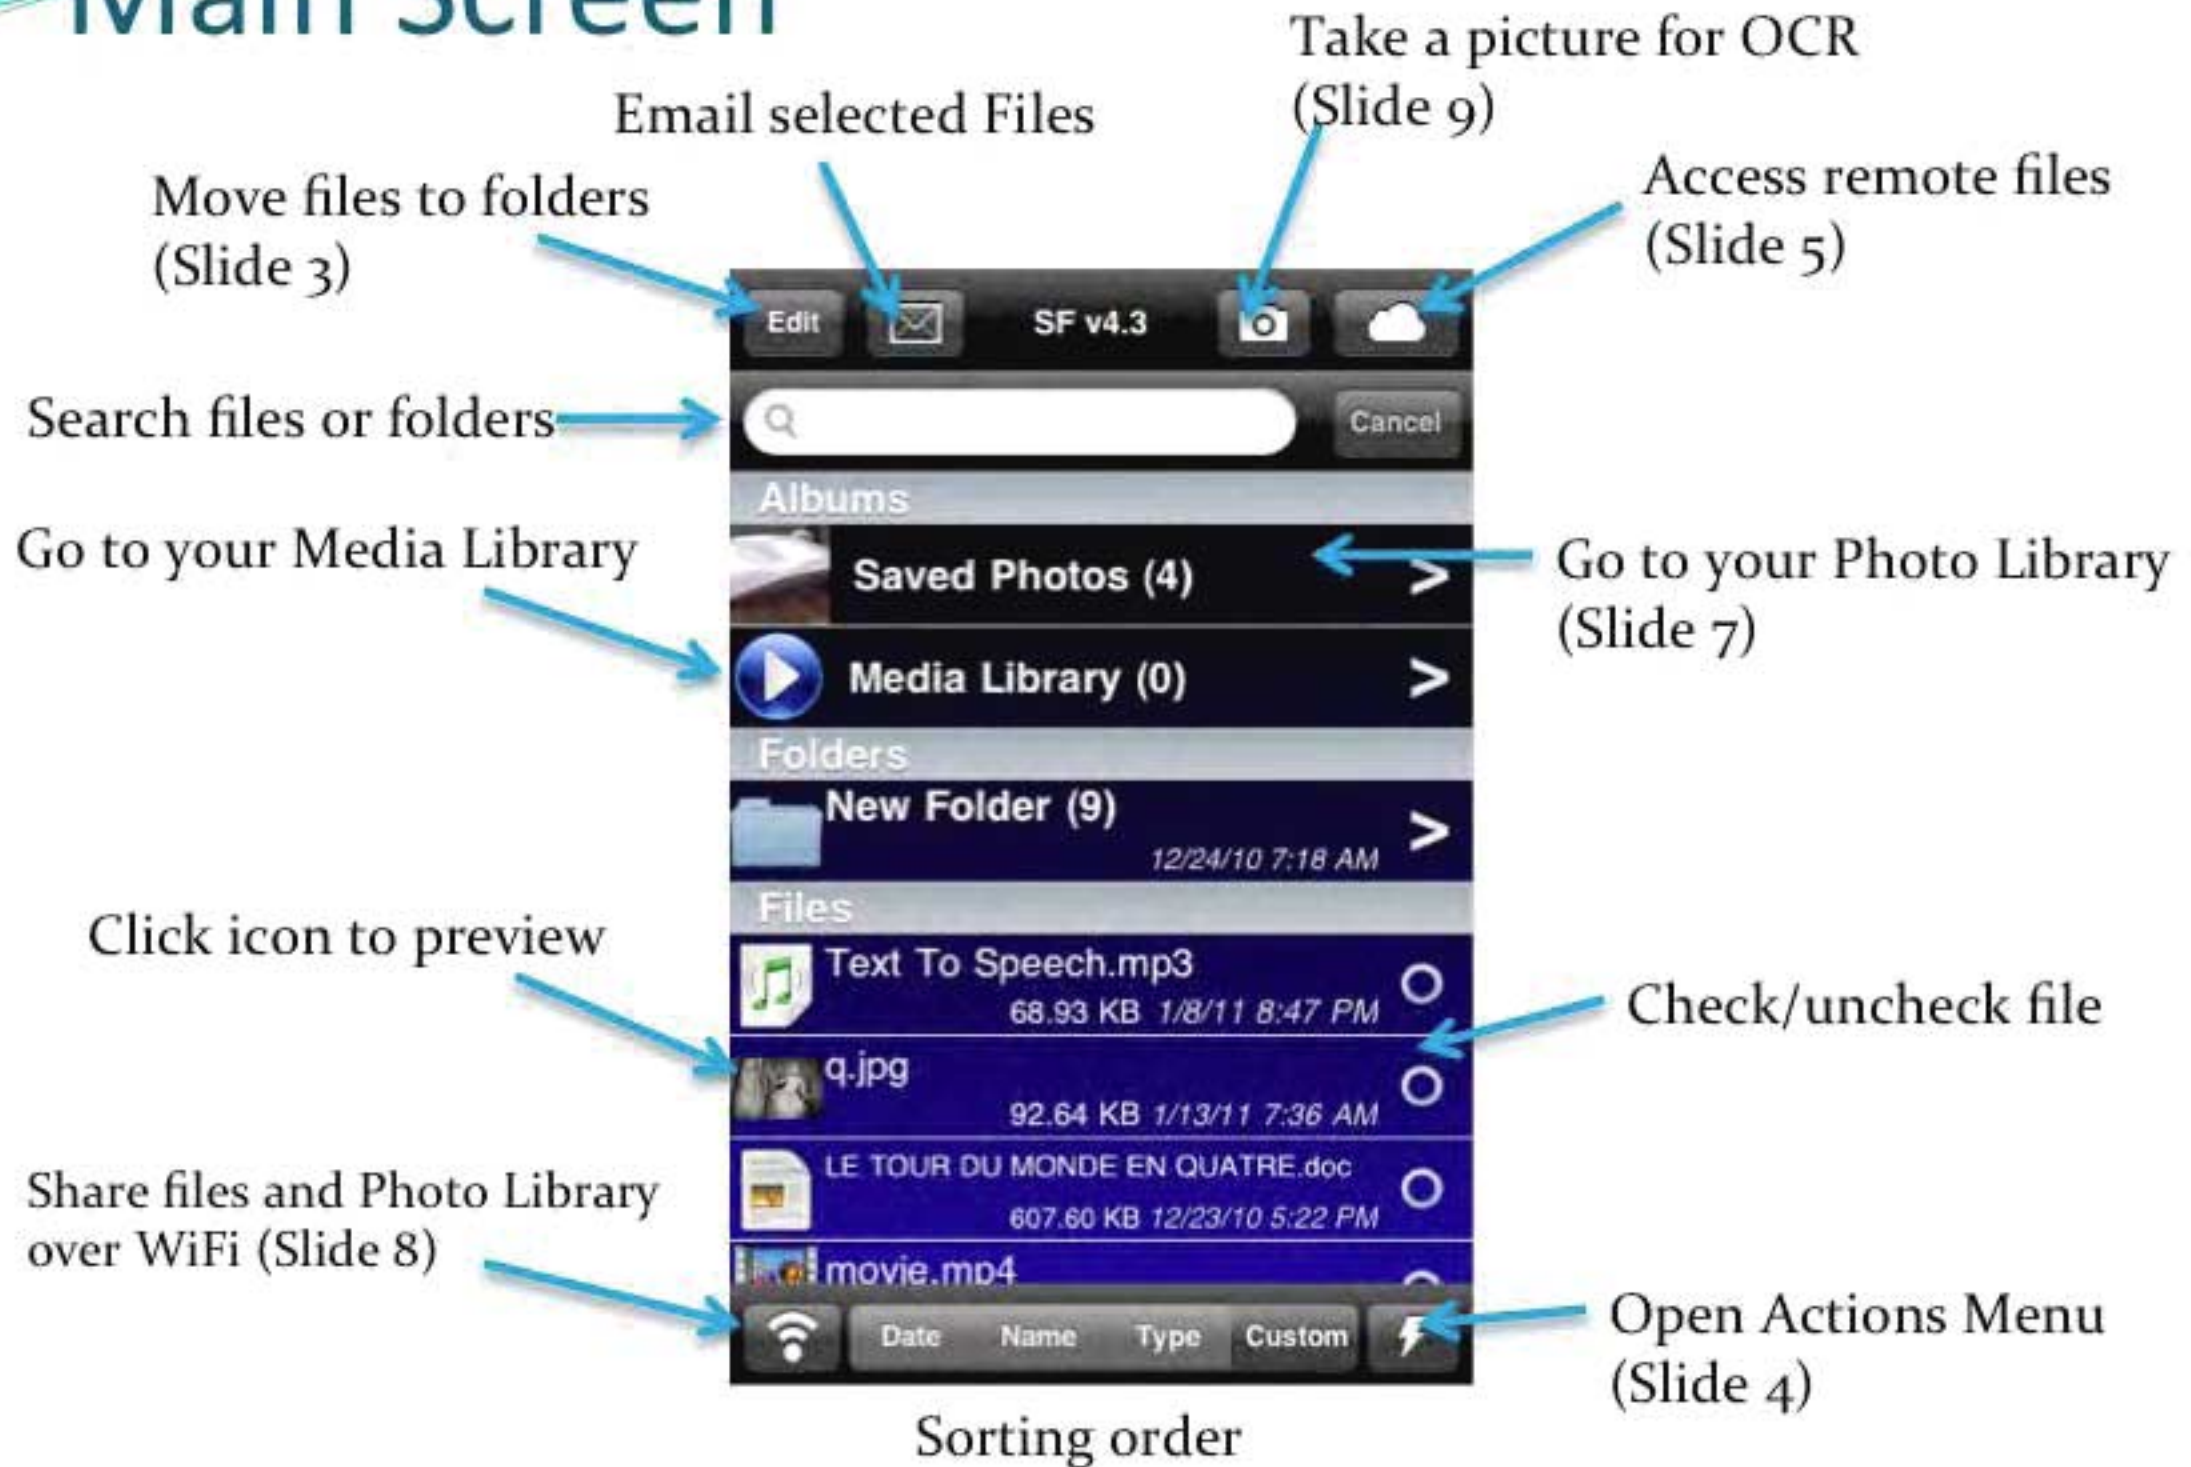 Main Screen
Take a picture for OCR
(Slide 9)
Email selected Files
Move files to folders
(Slide 3)
Access remote files
(Slide 5)
Edit
SF v4.3
Search files or folders
Cancel
Albums
Go to your Media Library
Saved Photos (4)
>
Go to your Photo Library
(Slide 7)
Media Library (0)
>
Folders
New Folder (9)
12/24/10 7:18 AM
>
Files
Click icon to preview
Text To Speech.mp3
68.93 KB 1/8/11 8:47 PM
Check/uncheck file
q.jpg
92.64 KB 1/13/11 7:36 AM
LE TOUR DU MONDE EN QUATRE.doc
607.60 KB 12/23/10 5:22 PM
Share files and Photo Library
over WiFi (Slide 8)
movie.mp4
Date Name Type Custom
Open Actions Menu
(Slide 4)
Sorting order